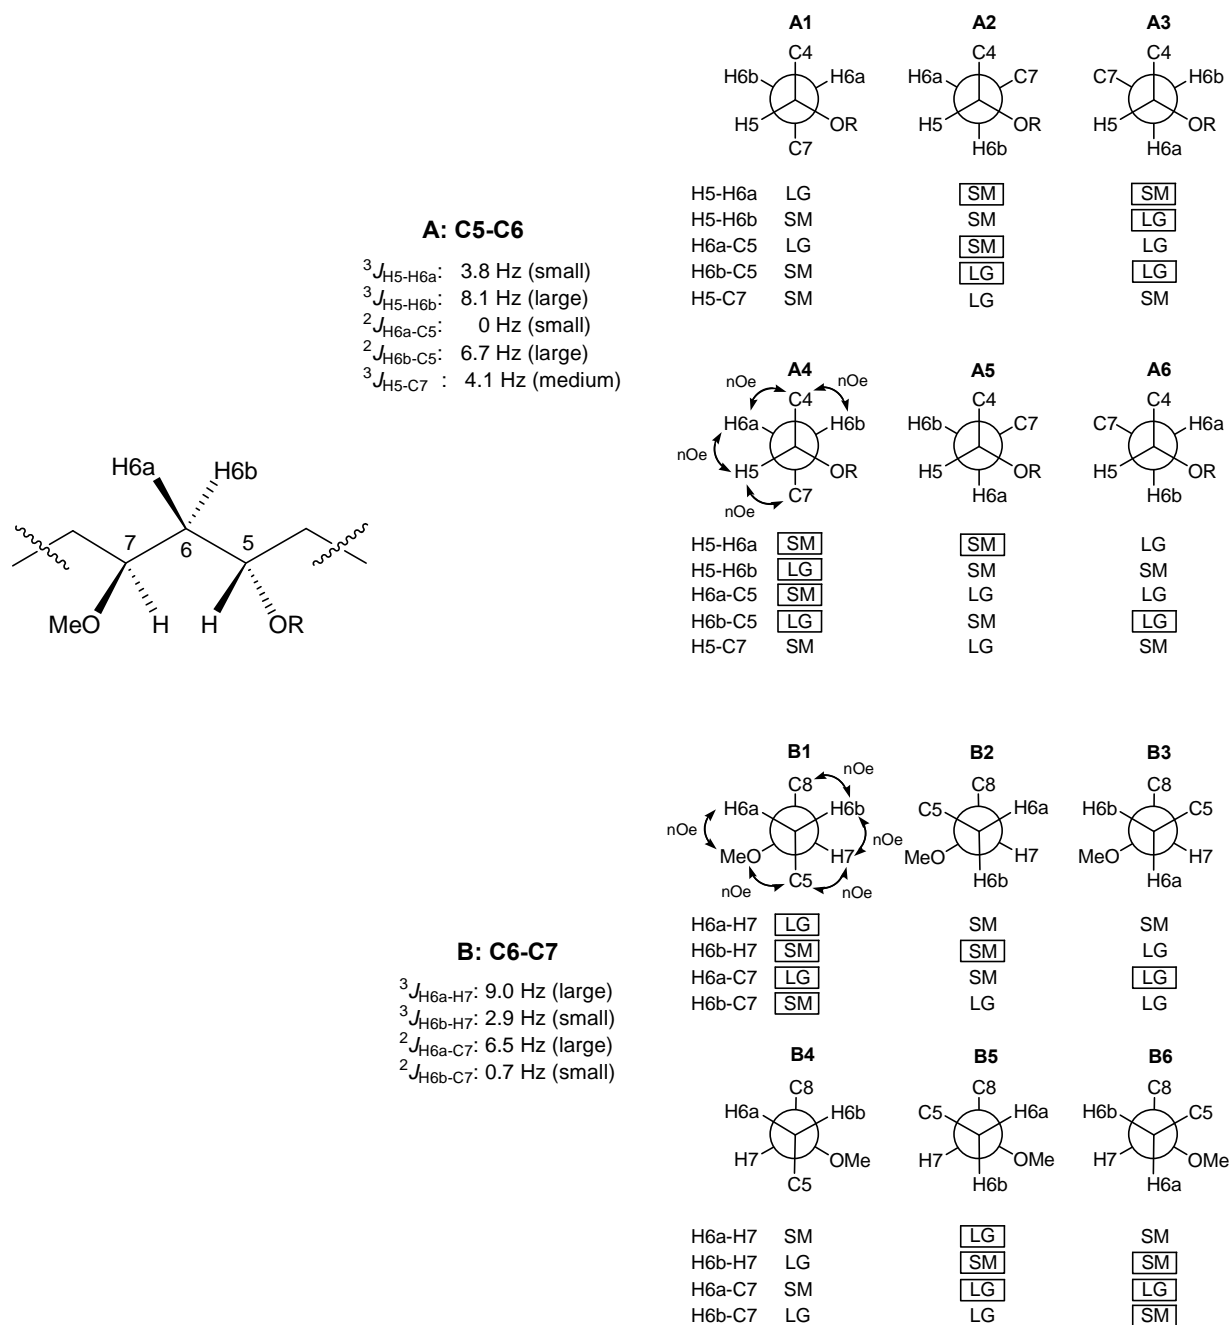 A1 A2 A3
C4 C4 C4
H6b H6a H6a C7 C7 H6b
H5 OR H5 OR H5 OR
C7 H6b H6a
H5-H6a LG SM SM
H5-H6b SM SM LG
H6a-C5 LG SM LG
H6b-C5 SM LG LG
H5-C7 SM LG SM
A: C5-C6
³J_H5-H6a: 3.8 Hz (small)
³J_H5-H6b: 8.1 Hz (large)
²J_H6a-C5: 0 Hz (small)
²J_H6b-C5: 6.7 Hz (large)
³J_H5-C7 : 4.1 Hz (medium)
A4 A5 A6
nOe C4 nOe C4 C4
H6a H6b H6b C7 C7 H6a
nOe H5 OR H5 OR H5 OR
nOe C7 H6a H6b
H5-H6a SM SM LG
H5-H6b LG SM SM
H6a-C5 SM LG LG
H6b-C5 LG SM LG
H5-C7 SM LG SM
H6a H6b
7 6 5
MeO H H OR
B1 B2 B3
C8 nOe C8 C8
H6a H6b C5 H6a H6b C5
nOe MeO H7 nOe MeO H7 MeO H7
nOe C5 nOe H6b H6a
H6a-H7 LG SM SM
H6b-H7 SM SM LG
H6a-C7 LG SM LG
H6b-C7 SM LG LG
B: C6-C7
³J_H6a-H7: 9.0 Hz (large)
³J_H6b-H7: 2.9 Hz (small)
²J_H6a-C7: 6.5 Hz (large)
²J_H6b-C7: 0.7 Hz (small)
B4 B5 B6
C8 C8 C8
H6a H6b C5 H6a H6b C5
H7 OMe H7 OMe H7 OMe
C5 H6b H6a
H6a-H7 SM LG SM
H6b-H7 LG SM SM
H6a-C7 SM LG LG
H6b-C7 LG LG SM